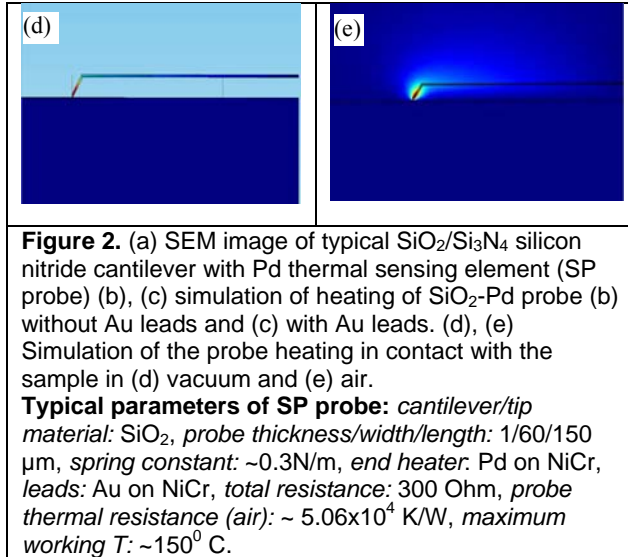 (d)
(e)
Figure 2. (a) SEM image of typical SiO₂/Si₃N₄ silicon
nitride cantilever with Pd thermal sensing element (SP
probe) (b), (c) simulation of heating of SiO₂-Pd probe (b)
without Au leads and (c) with Au leads. (d), (e)
Simulation of the probe heating in contact with the
sample in (d) vacuum and (e) air.
Typical parameters of SP probe: cantilever/tip
material: SiO₂, probe thickness/width/length: 1/60/150
µm, spring constant: ~0.3N/m, end heater: Pd on NiCr,
leads: Au on NiCr, total resistance: 300 Ohm, probe
thermal resistance (air): ~ 5.06x10⁴ K/W, maximum
working T: ~150⁰ C.